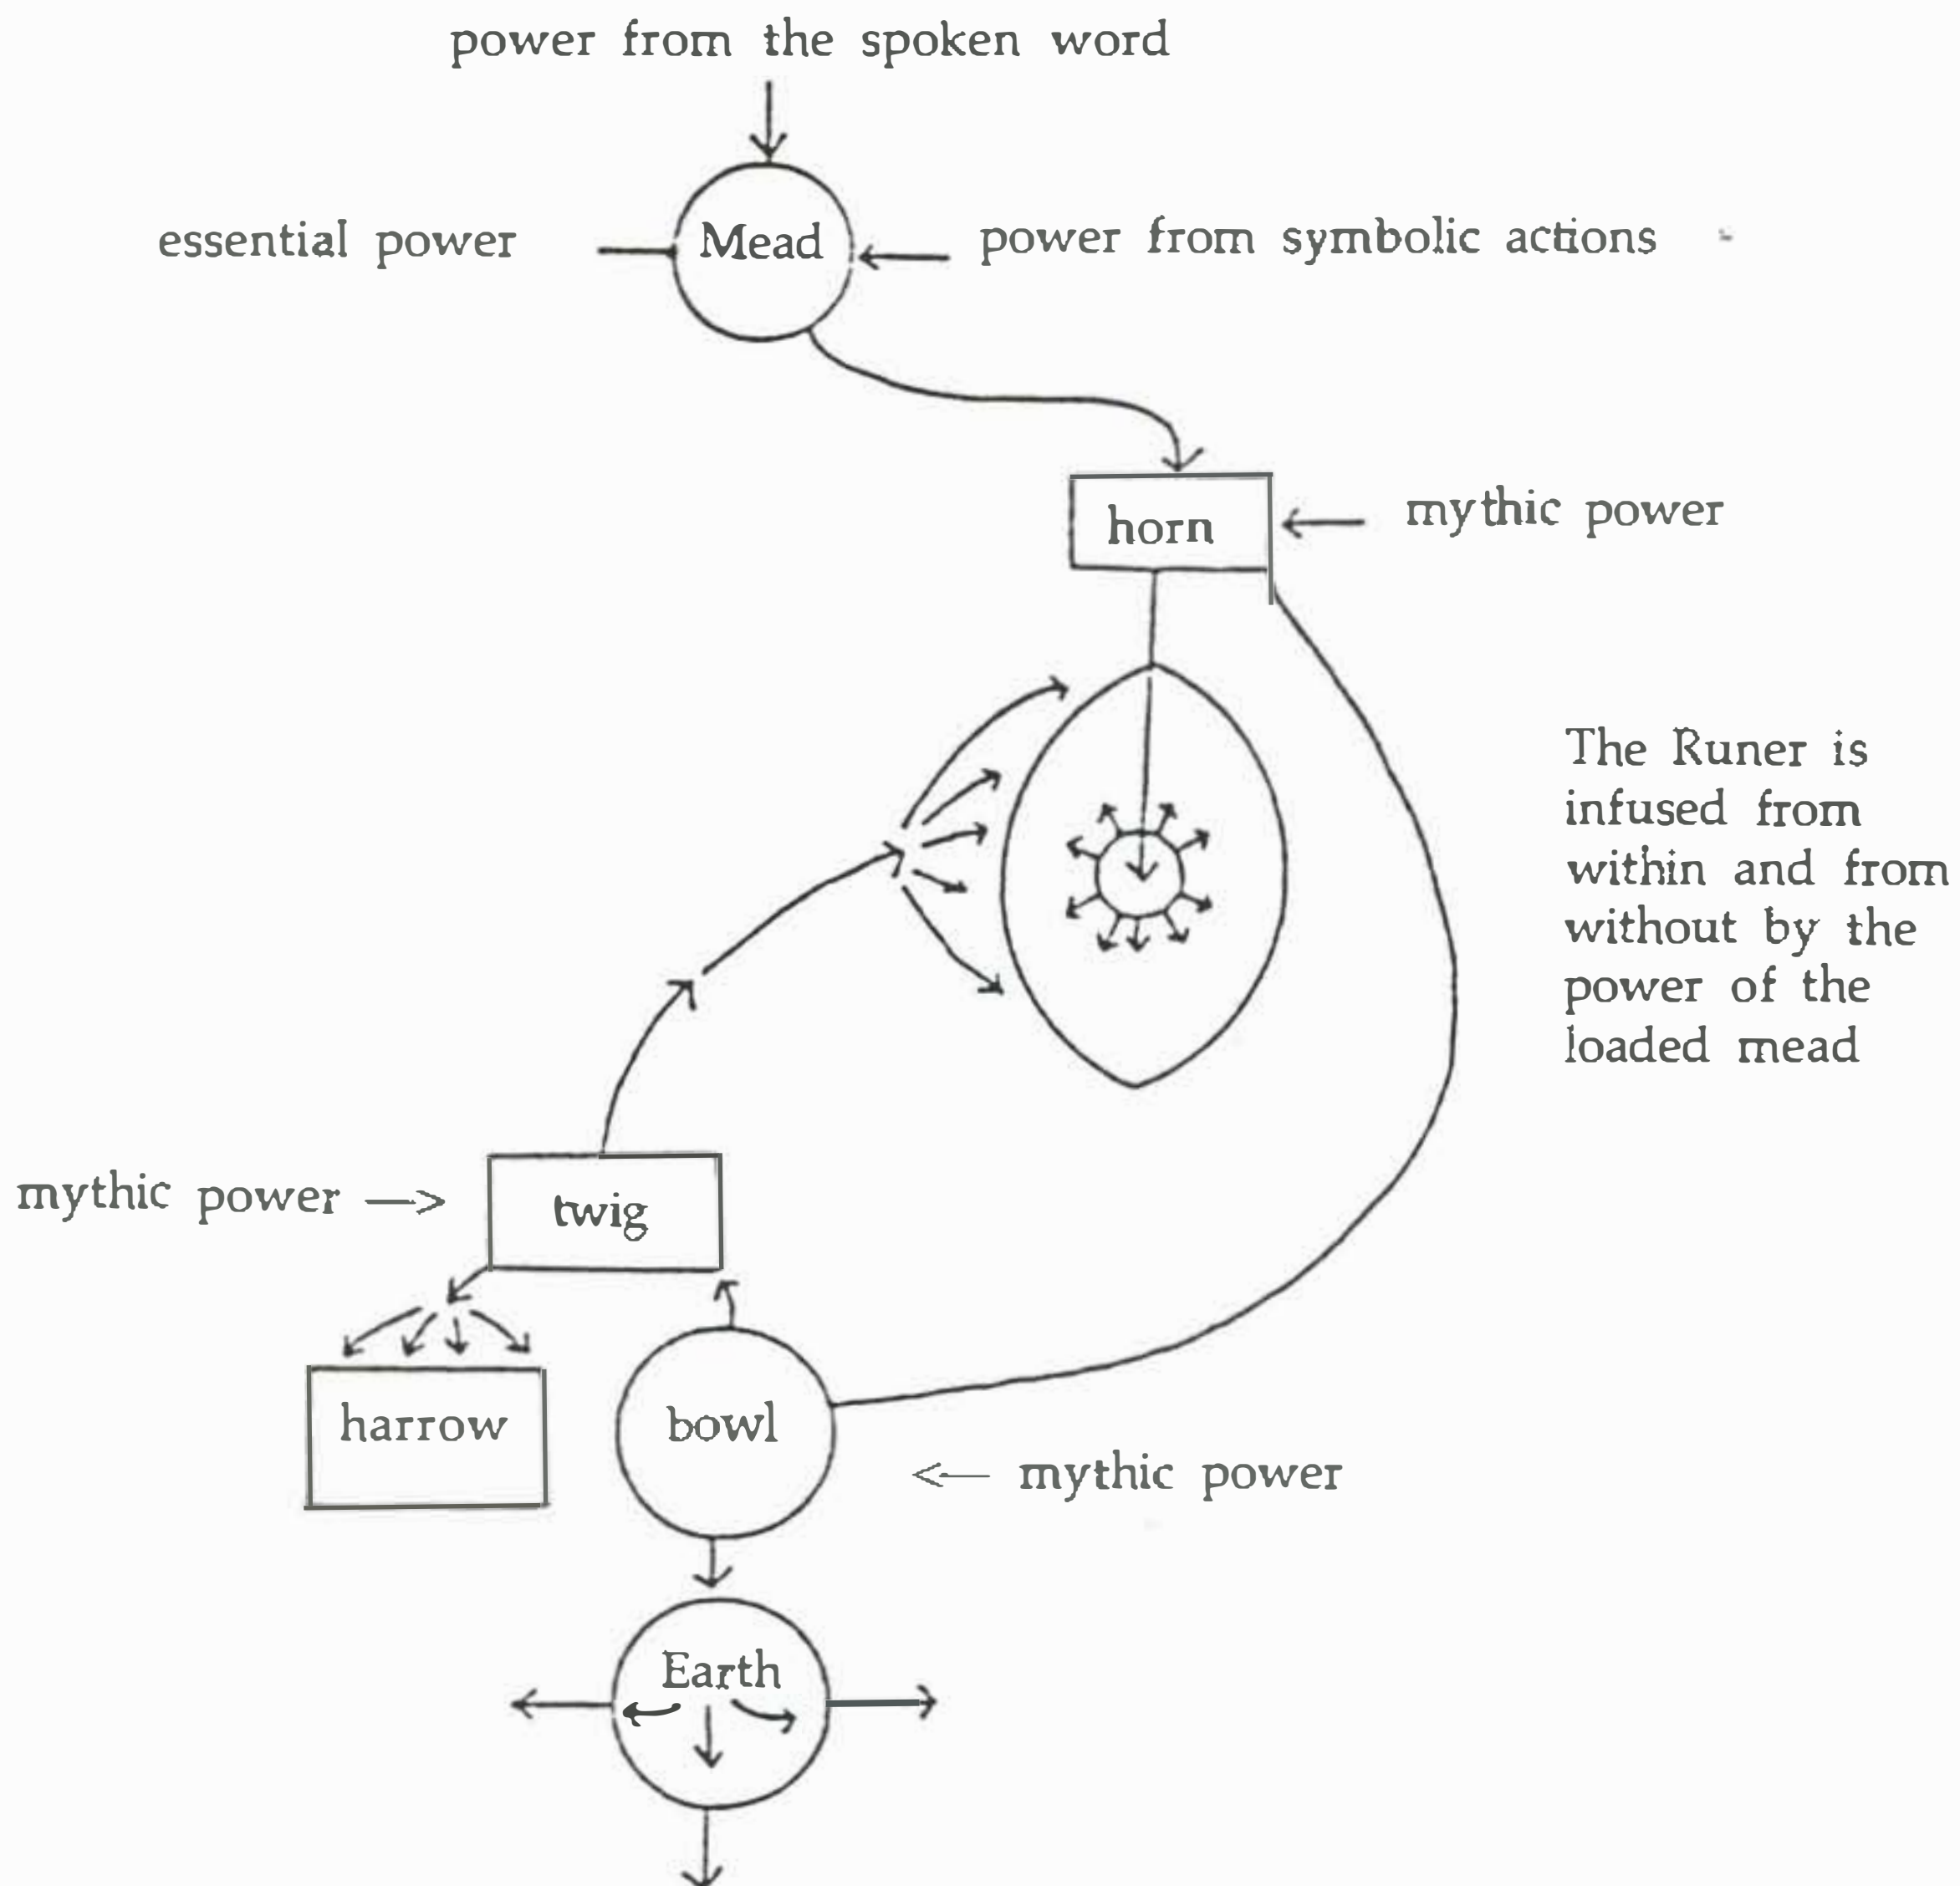 power from the spoken word
essential power
Mead
power from symbolic actions
horn
mythic power
The Runer is
infused from
within and from
without by the
power of the
loaded mead
mythic power
twig
harrow
bowl
mythic power
Earth